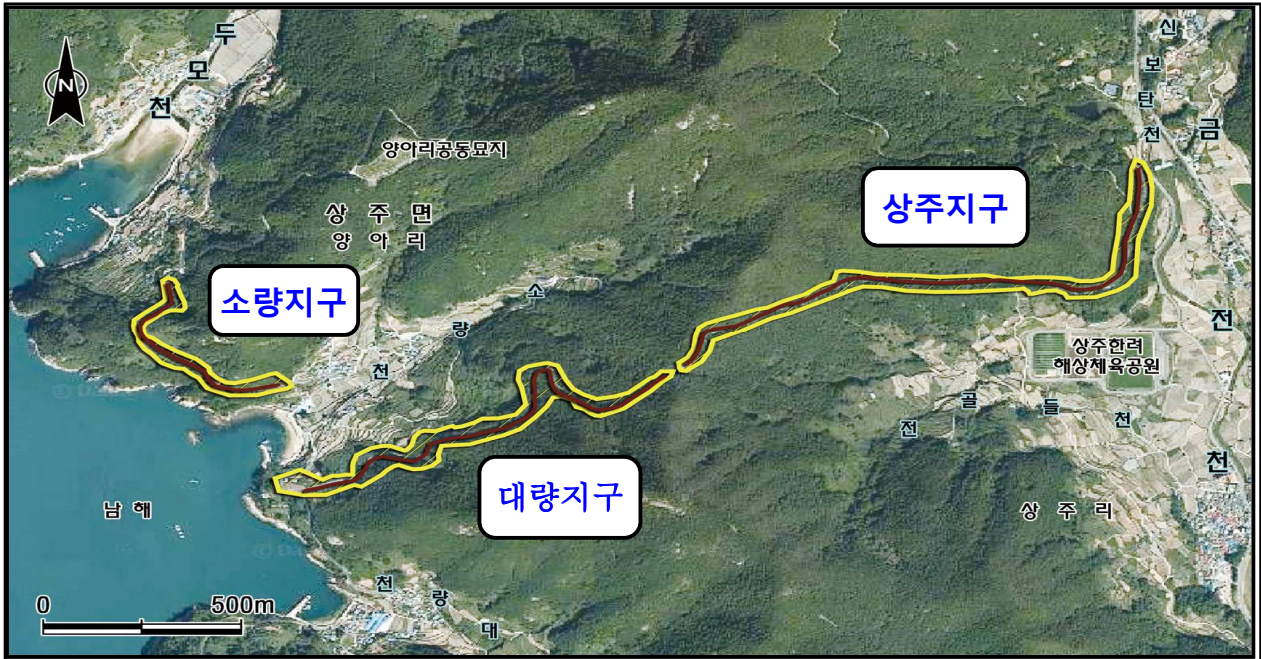 두모천
신보탄천
금전천
N
양아리공동묘지
상주면
양아리
상주지구
소량지구
소량천
상주한려
해상체육공원
전골들천
대량지구
남해
상주리
대량천
0 500m